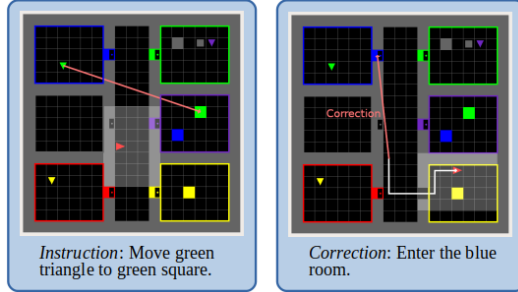 Correction
Instruction: Move green
triangle to green square.
Correction: Enter the blue
room.